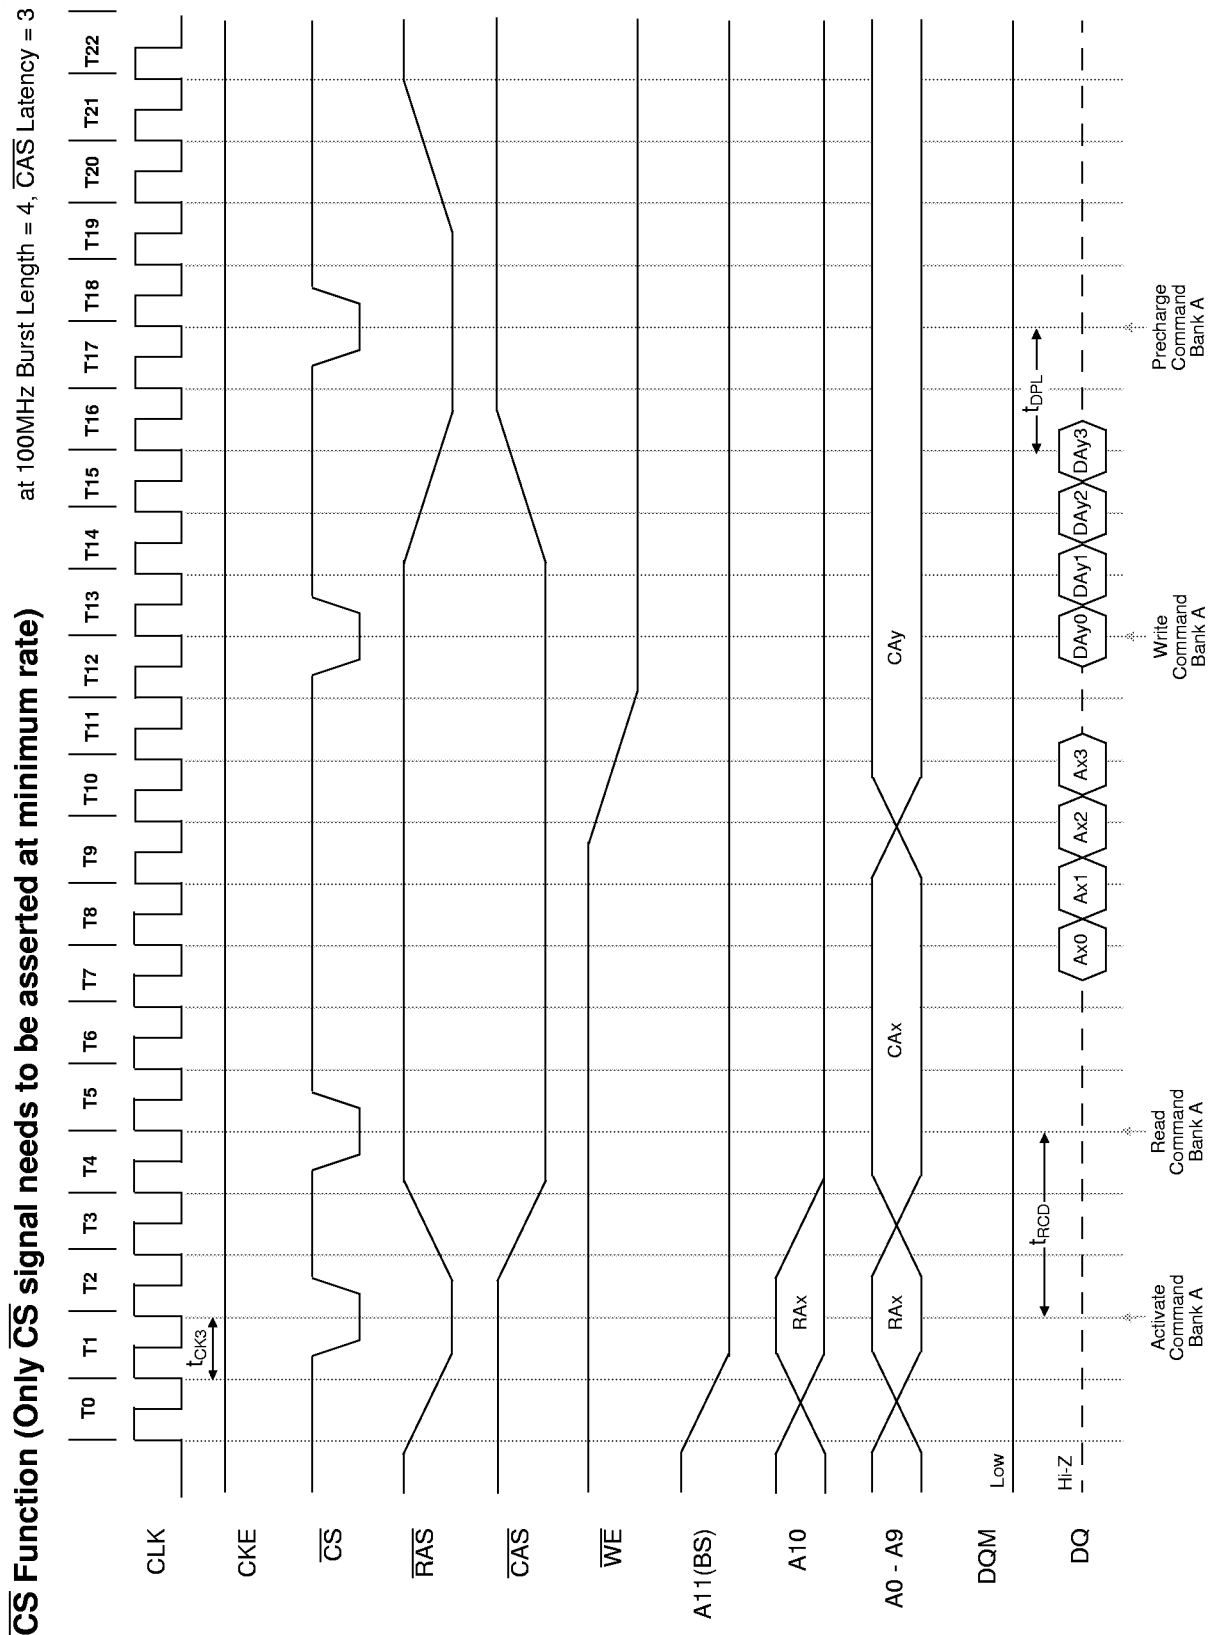 CS Function (Only CS signal needs to be asserted at minimum rate)
at 100MHz Burst Length = 4, CAS Latency = 3
T0 T1 T2 T3 T4 T5 T6 T7 T8 T9 T10 T11 T12 T13 T14 T15 T16 T17 T18 T19 T20 T21 T22
CLK
tCK3
CKE
CS
RAS
CAS
WE
A11(BS)
A10
RAx
A0 - A9
RAx CAx CAy
DQM
Low
tRCD
tDPL
DQ
Hi-Z
Ax0 Ax1 Ax2 Ax3 DAy0 DAy1 DAy2 DAy3
Activate
Command
Bank A
Read
Command
Bank A
Write
Command
Bank A
Precharge
Command
Bank A